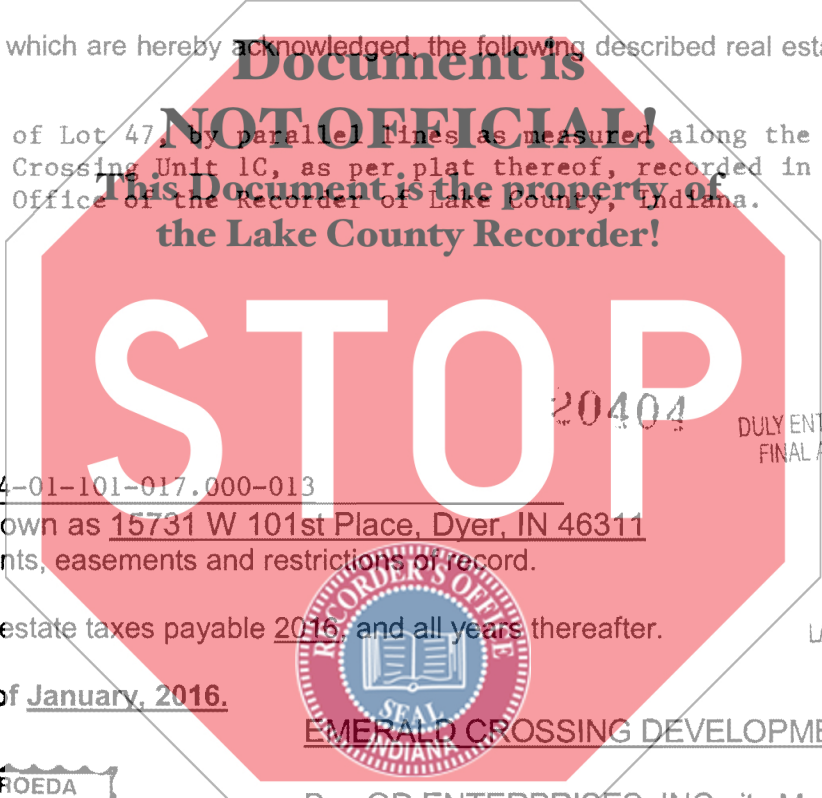 which are hereby acknowledged, the following described real esta
Document is
NOT OFFICIAL!
of Lot 47, by parallel lines as measured along the
Crossing Unit 1C, as per plat thereof, recorded in
This Document is the property of
Office of the Recorder of Lake County, Indiana.
the Lake County Recorder!
STOP
20404
DULY ENT
FINAL A
4-01-101-017.000-013
own as 15731 W 101st Place, Dyer, IN 46311
nts, easements and restrictions of record.
RECORDER'S OFFICE
estate taxes payable 2016, and all years thereafter.
of January, 2016.
SEAL
INDIANA
EMERALD CROSSING DEVELOPME
ROEDA
ENTERPRISES, INC., its M